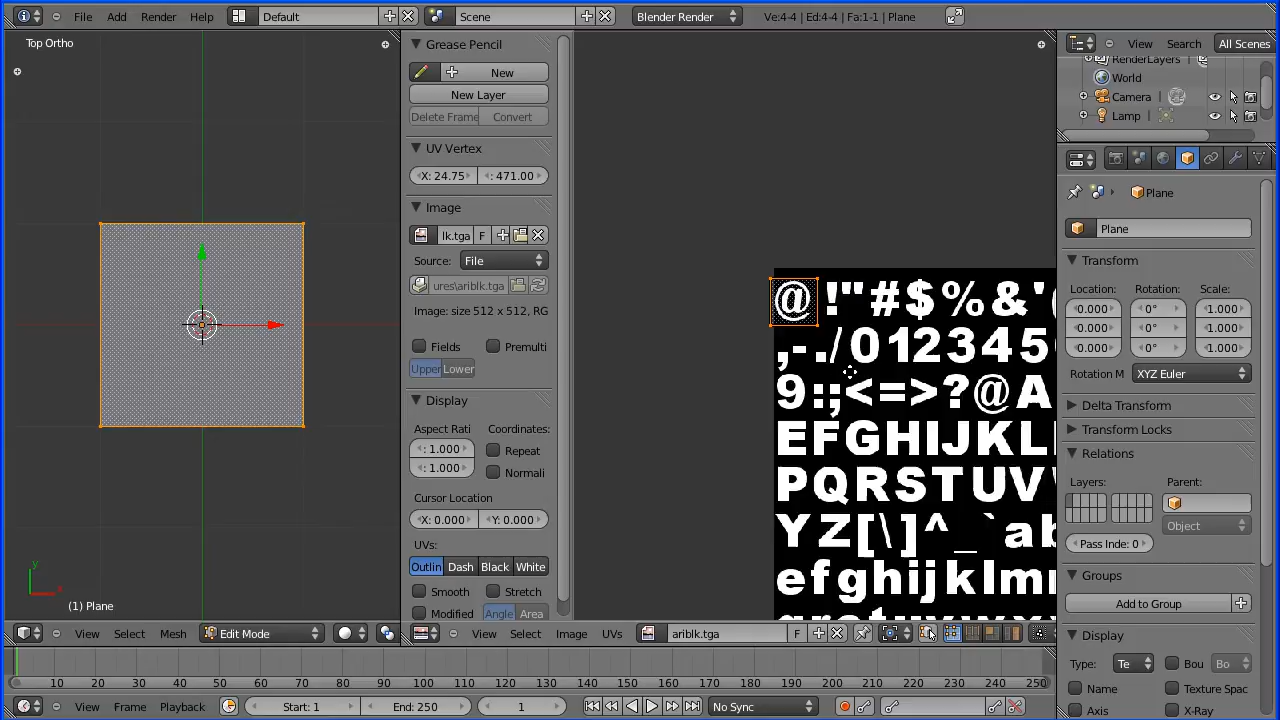 File Add Render Help Default Scene Blender Render Ve:4-4 | Ed:4-4 | Fa:1-1 | Plane
Top Ortho
(1) Plane
View Select Mesh Edit Mode
Grease Pencil
New
New Layer
Delete Frame Convert
UV Vertex
X: 24.75 : 471.00
Image
lk.tga F
Source: File
ures\ariblk.tga
Image: size 512 x 512, RG
Fields Premulti
Upper Lower
Display
Aspect Rati Coordinates:
: 1.000 Repeat
: 1.000 Normali
Cursor Location
X: 0.000 Y: 0.000
UVs:
Outlin Dash Black White
Smooth Stretch
Modified Angle Area
@ !"#$%&'(
,-./0123456
9:;<=>?@A
EFGHIJKL
PQRSTUV
YZ[\]^_`ab
efghijklm
View Select Image UVs ariblk.tga F
View Search All Scenes
RenderLayers
World
Camera
Lamp
Plane
Plane
Transform
Location: Rotation: Scale:
0.000 0° 1.000
0.000 0° 1.000
0.000 0° 1.000
Rotation M XYZ Euler
Delta Transform
Transform Locks
Relations
Layers: Parent:
Object
Pass Inde: 0
Groups
Add to Group
Display
Type: Te Bou Bo
Name Texture Spac
Axis X-Ray
10 20 30 40 50 60 70 80 90 100 110 120 130 140 150 160 170 180 190 200 210 220 230 240 250
View Frame Playback Start: 1 End: 250 1 No Sync